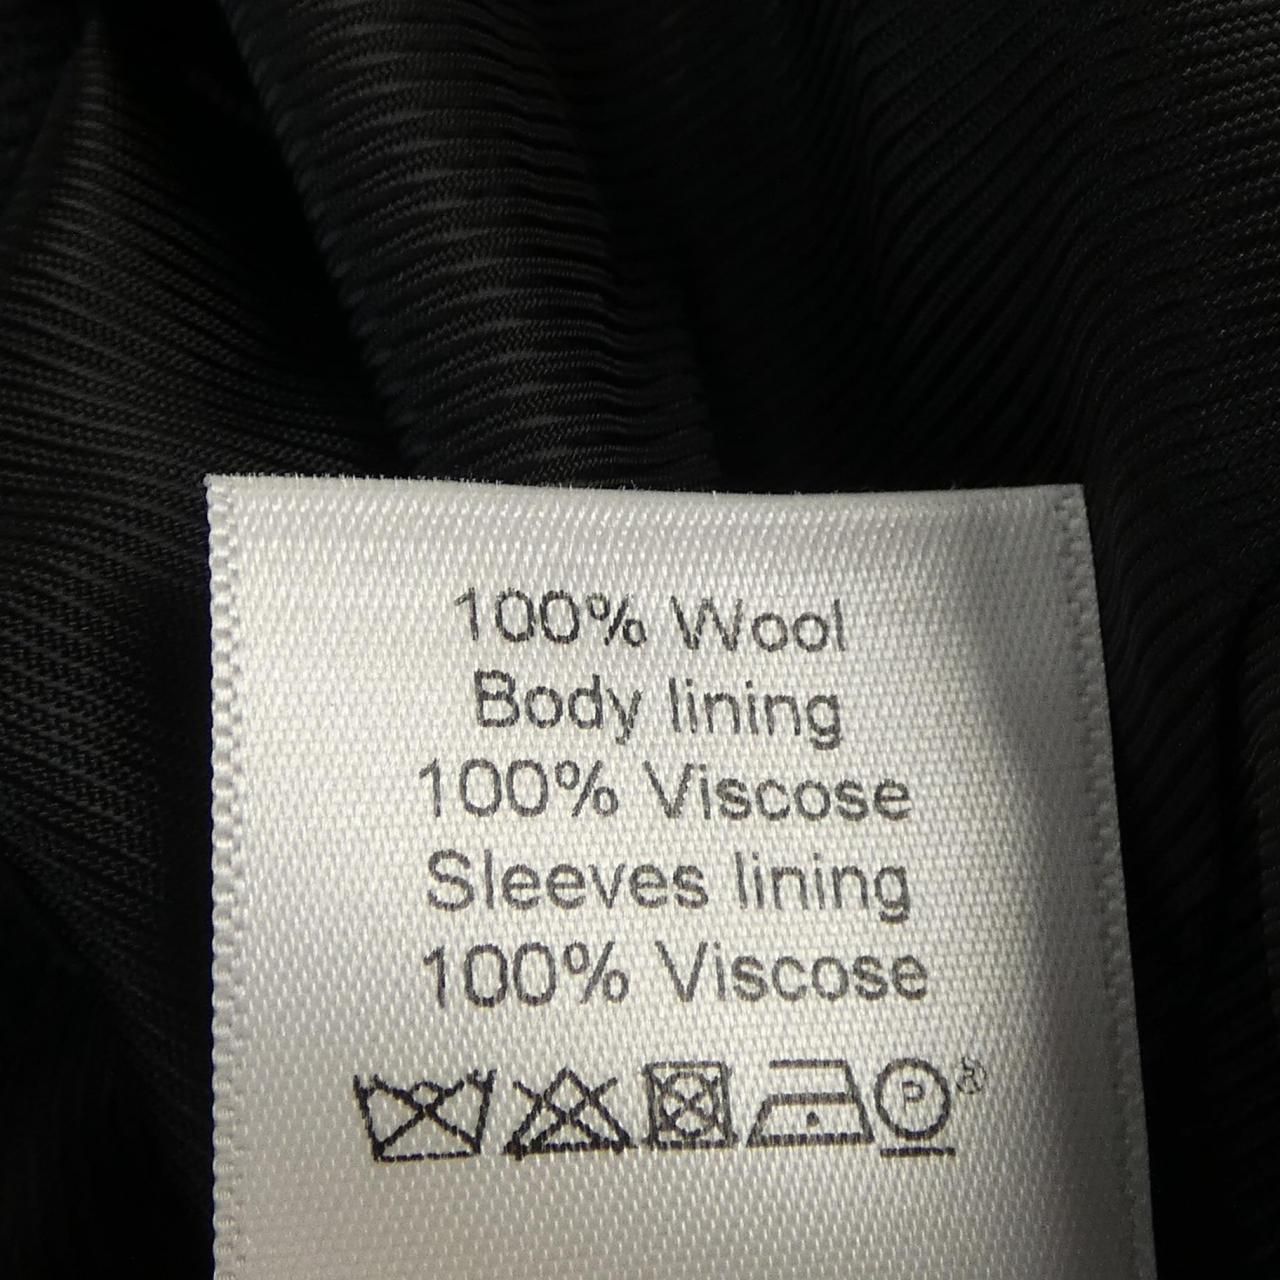 100% Wool
Body lining
100% Viscose
Sleeves lining
100% Viscose
P